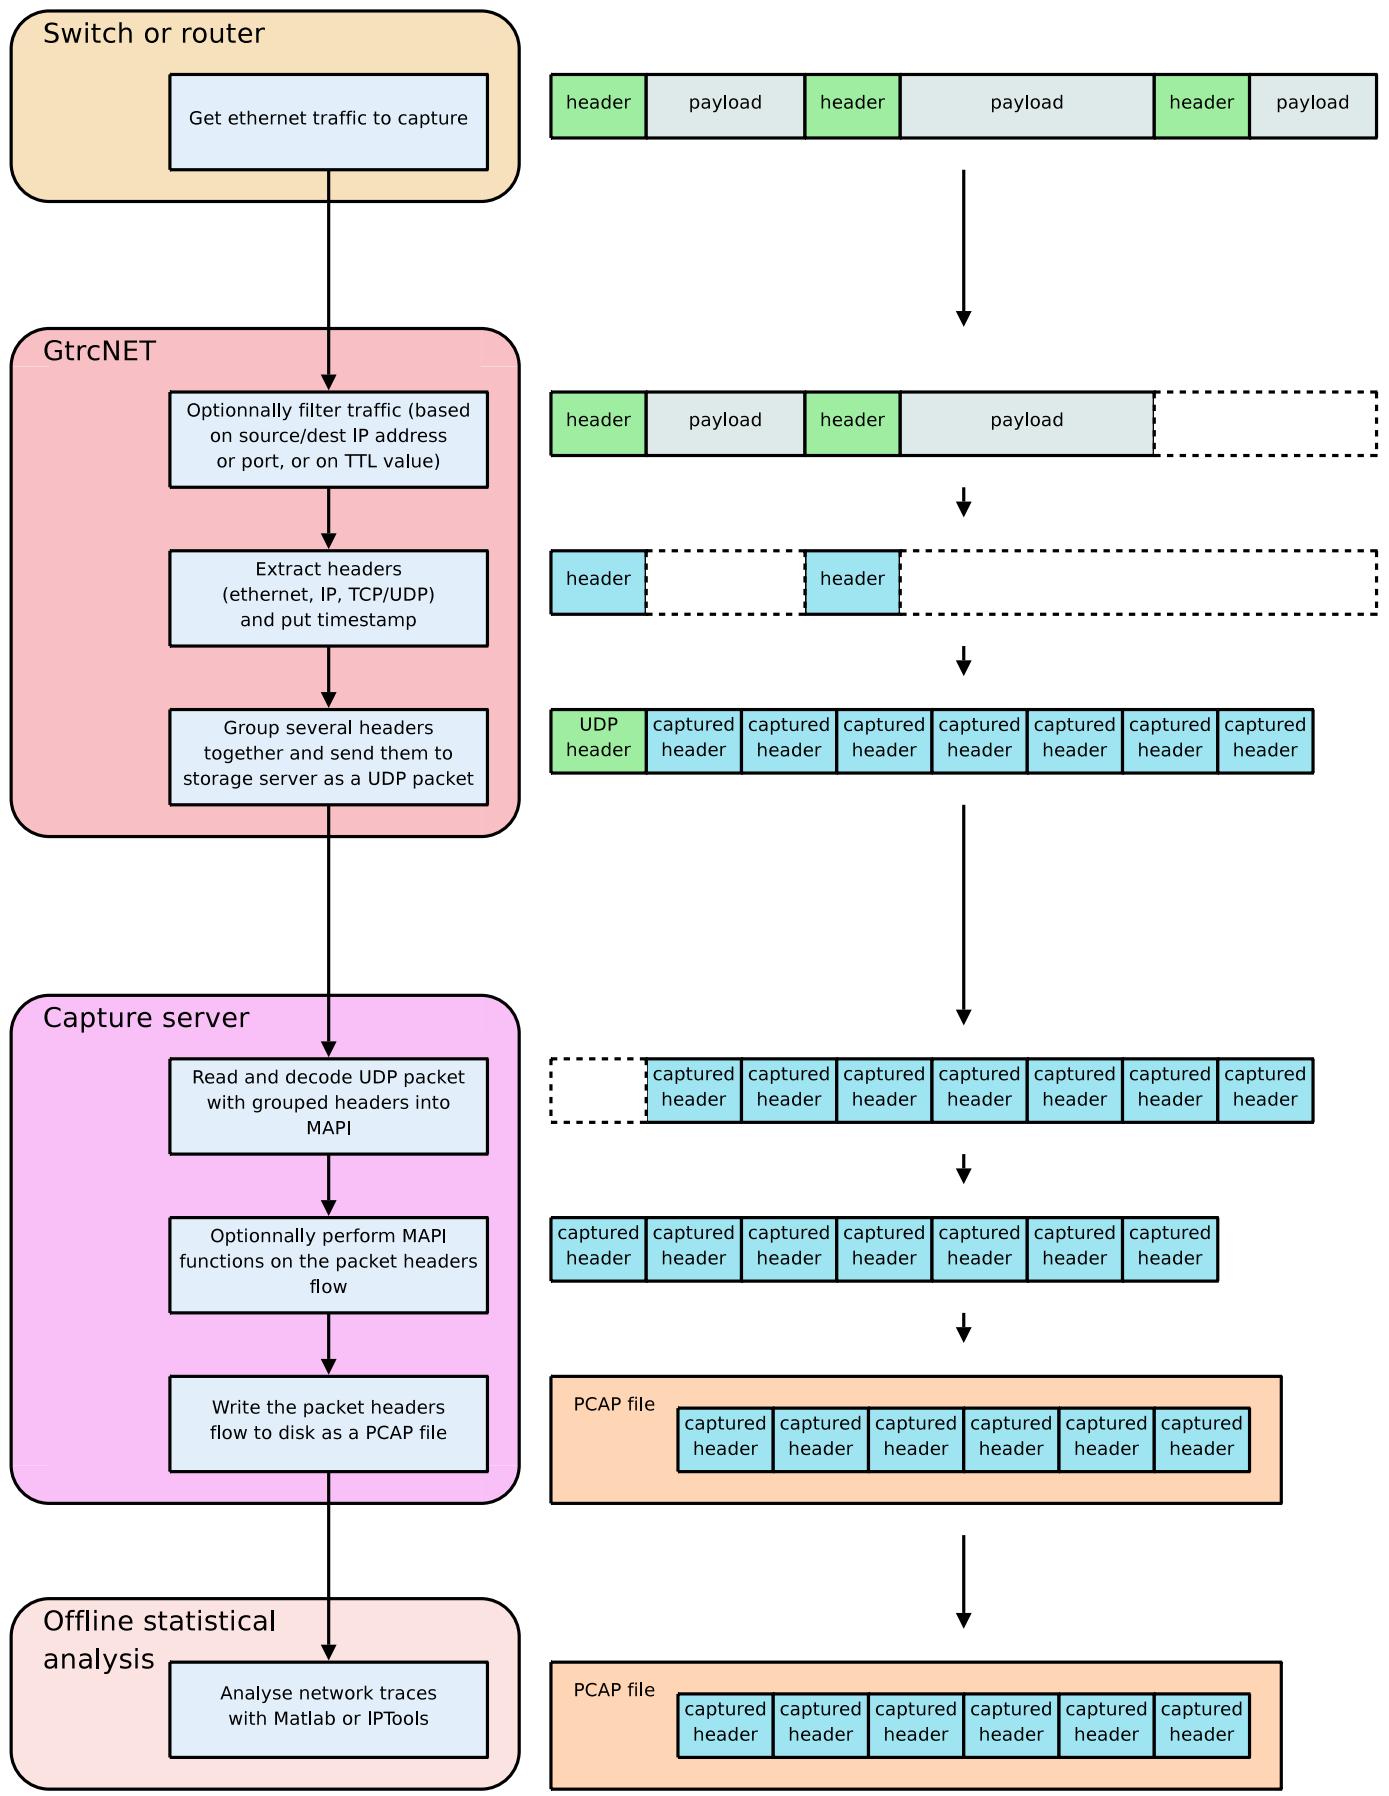 Switch or router
Get ethernet traffic to capture
header payload header payload header payload
GtrcNET
Optionnally filter traffic (based
on source/dest IP address
or port, or on TTL value)
header payload header payload
Extract headers
(ethernet, IP, TCP/UDP)
and put timestamp
header header
Group several headers
together and send them to
storage server as a UDP packet
UDP captured captured captured captured captured captured captured
header header header header header header header header
Capture server
Read and decode UDP packet
with grouped headers into
MAPI
captured captured captured captured captured captured captured
header header header header header header header
Optionnally perform MAPI
functions on the packet headers
flow
captured captured captured captured captured captured captured
header header header header header header header
Write the packet headers
flow to disk as a PCAP file
PCAP file
captured captured captured captured captured captured
header header header header header header
Offline statistical
analysis
Analyse network traces
with Matlab or IPTools
PCAP file
captured captured captured captured captured captured
header header header header header header